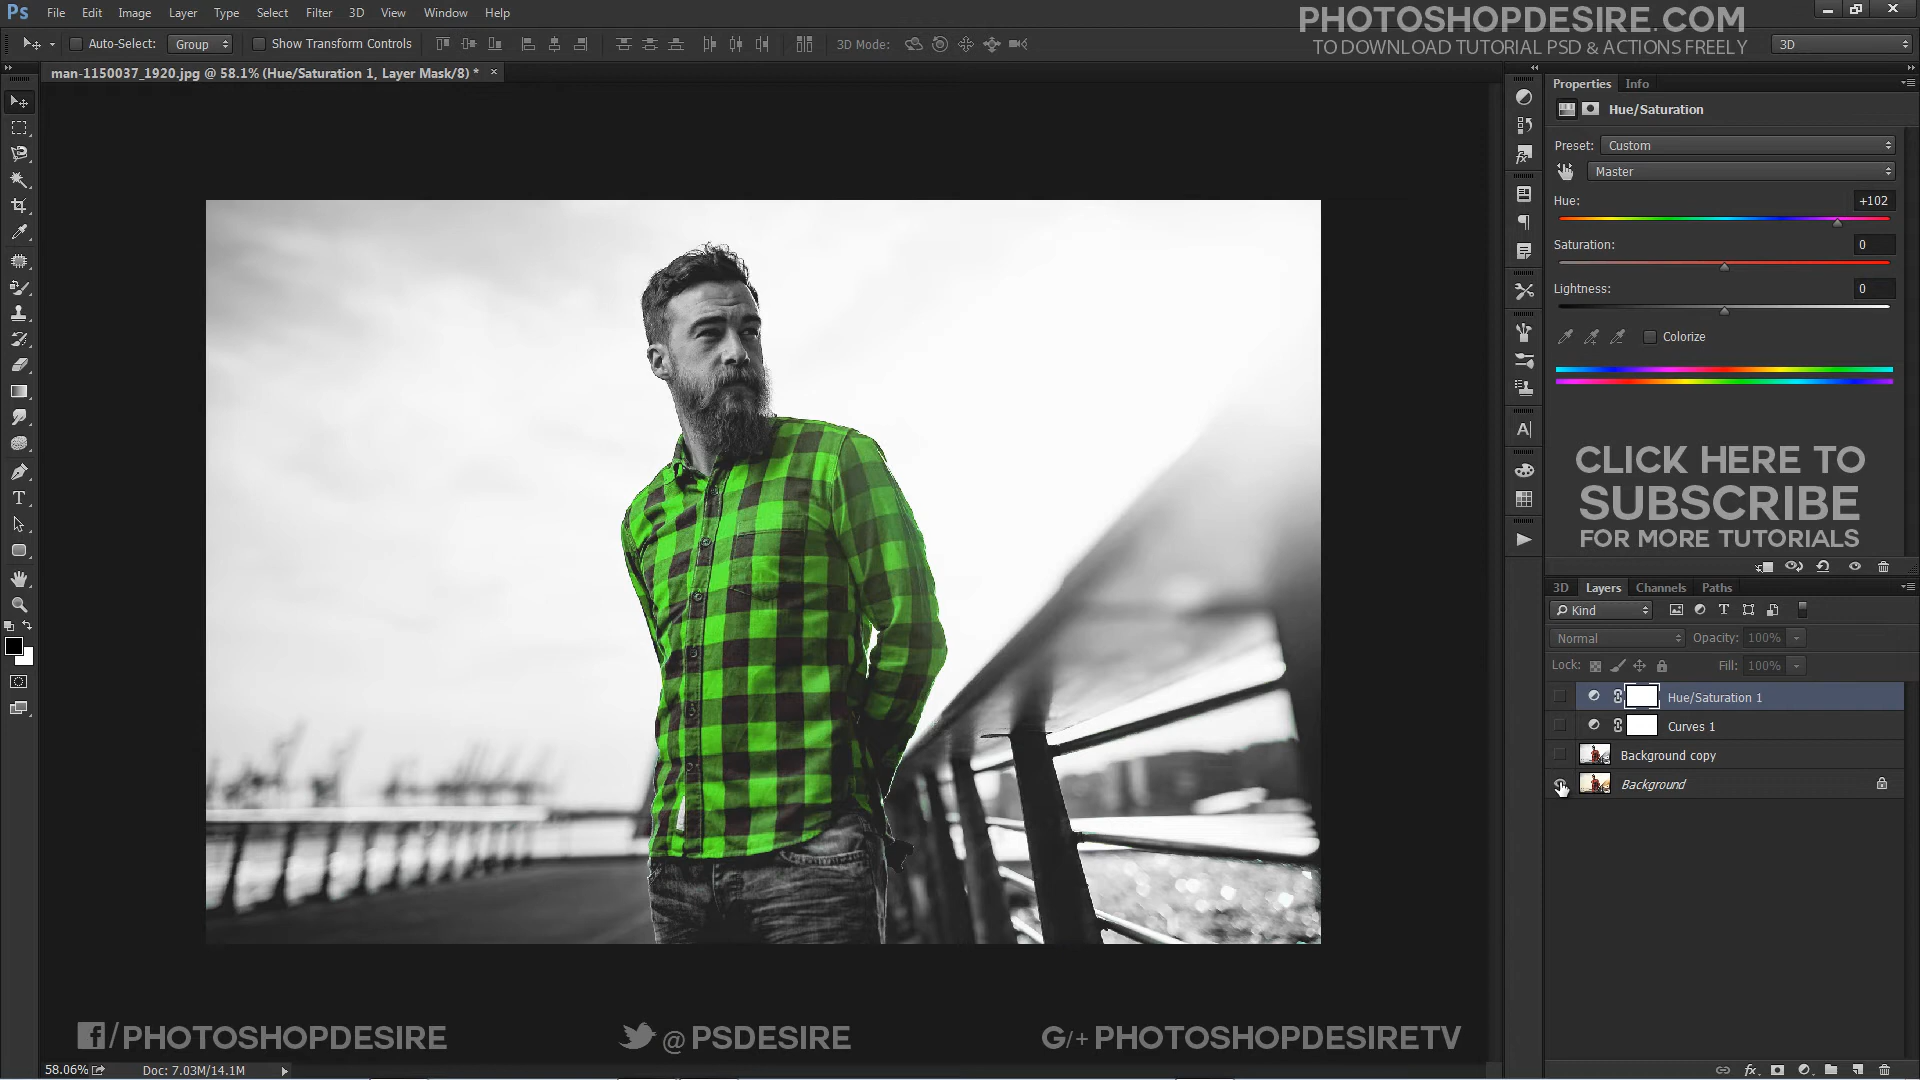 Ps File Edit Image Layer Type Select Filter 3D View Window Help
PHOTOSHOPDESIRE.COM
TO DOWNLOAD TUTORIAL PSD & ACTIONS FREELY
Auto-Select: Group Show Transform Controls 3D Mode: 3D
man-1150037_1920.jpg @ 58.1% (Hue/Saturation 1, Layer Mask/8) * ×
Properties Info
Hue/Saturation
Preset: Custom
Master
Hue: +102
Saturation: 0
Lightness: 0
Colorize
CLICK HERE TO
SUBSCRIBE
FOR MORE TUTORIALS
3D Layers Channels Paths
Kind
Normal Opacity: 100%
Lock: Fill: 100%
Hue/Saturation 1
Curves 1
Background copy
Background
f/PHOTOSHOPDESIRE
@PSDESIRE
G/+PHOTOSHOPDESIRETV
58.06% Doc: 7.03M/14.1M